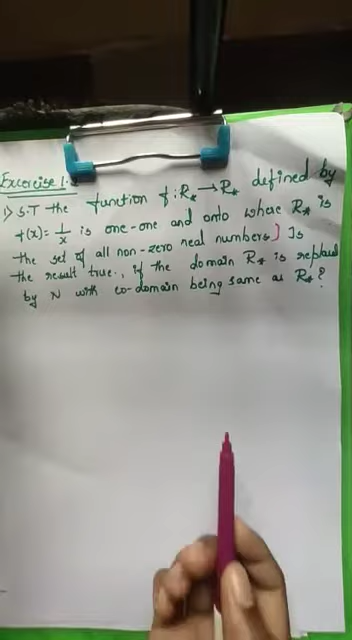 Excercise 1:
1) S.T the function f: R* → R* defined by
f(x) = 1/x is one-one and onto where R* is
the set of all non-zero real numbers] Is
the result true., if the domain R* is replaced
by N with co-domain being same as R*?